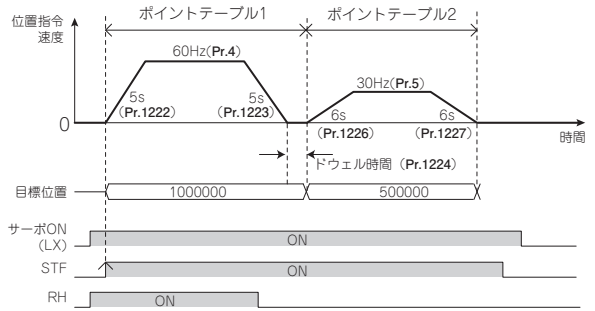 位置指令
速度
ポイントテーブル1
ポイントテーブル2
60Hz(Pr.4)
30Hz(Pr.5)
5s
(Pr.1222)
5s
(Pr.1223)
6s
(Pr.1226)
6s
(Pr.1227)
0
時間
ドウェル時間（Pr.1224）
目標位置
1000000
500000
サーボON
(LX)
ON
STF
ON
RH
ON